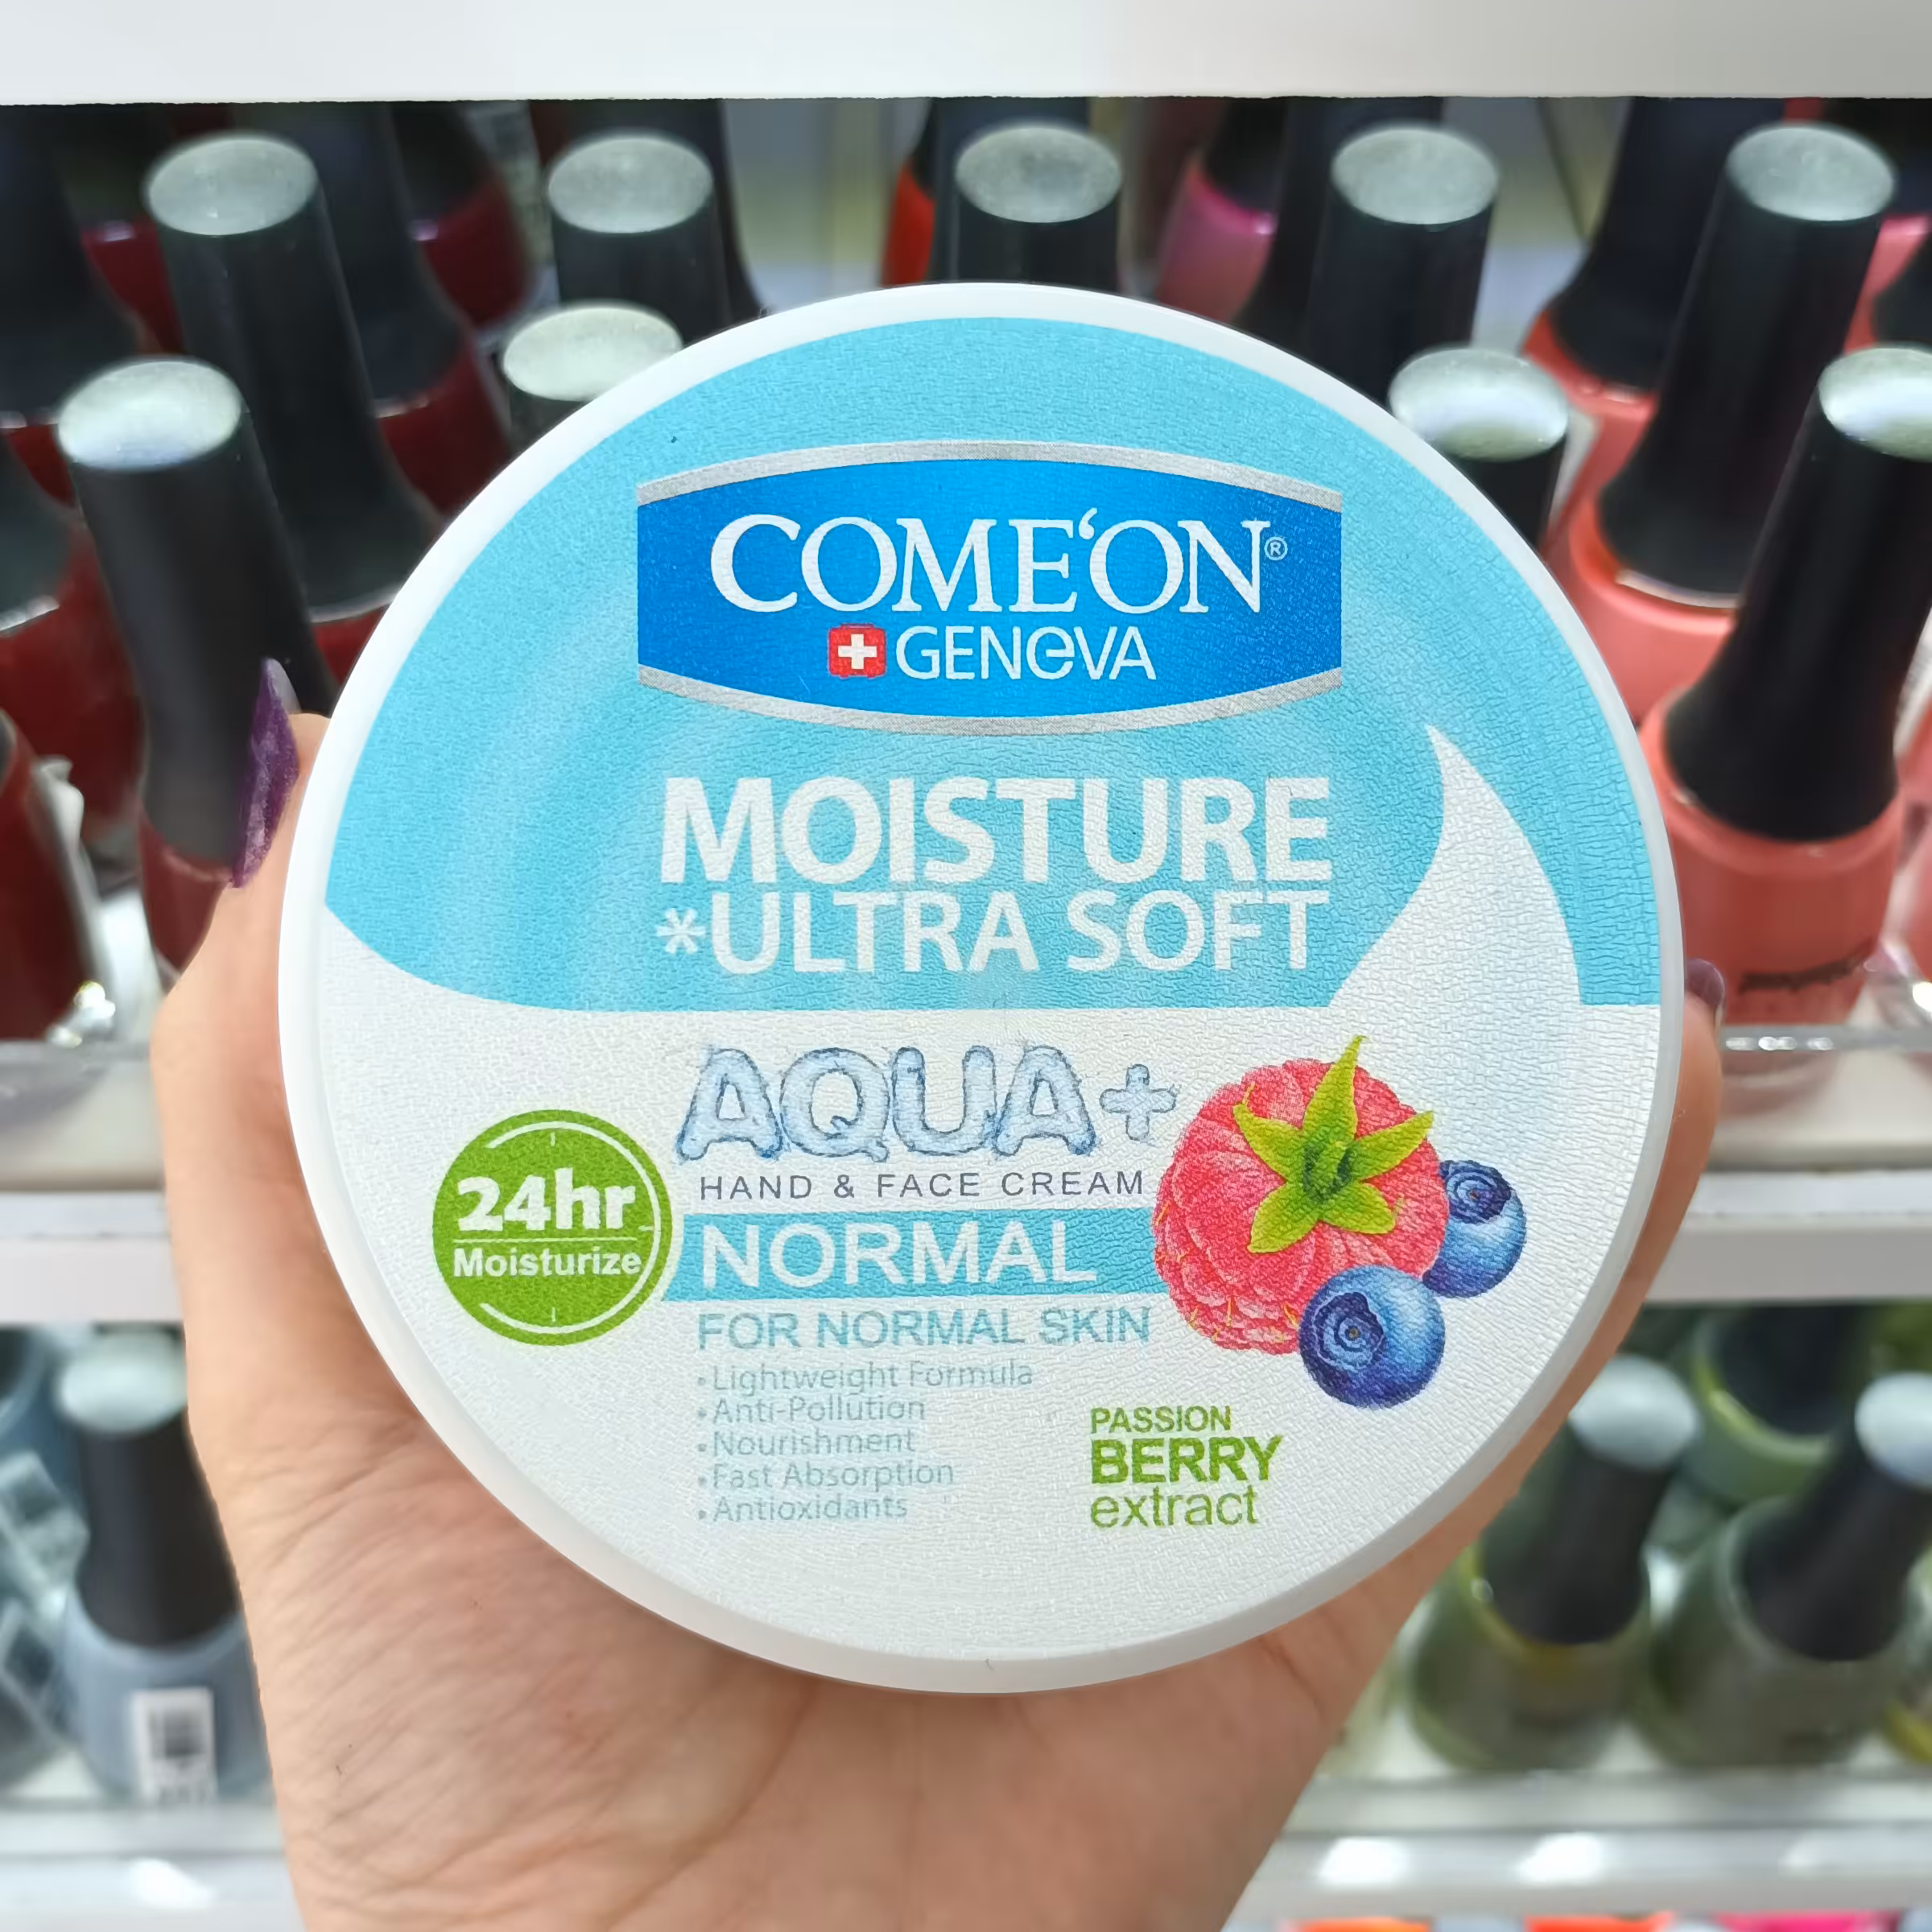 COME‘ON®
GENeVA
MOISTURE
*ULTRA SOFT
AQUA+
HAND & FACE CREAM
24hr
Moisturize
NORMAL
FOR NORMAL SKIN
•Lightweight Formula
•Anti-Pollution
•Nourishment
•Fast Absorption
•Antioxidants
PASSION
BERRY
extract